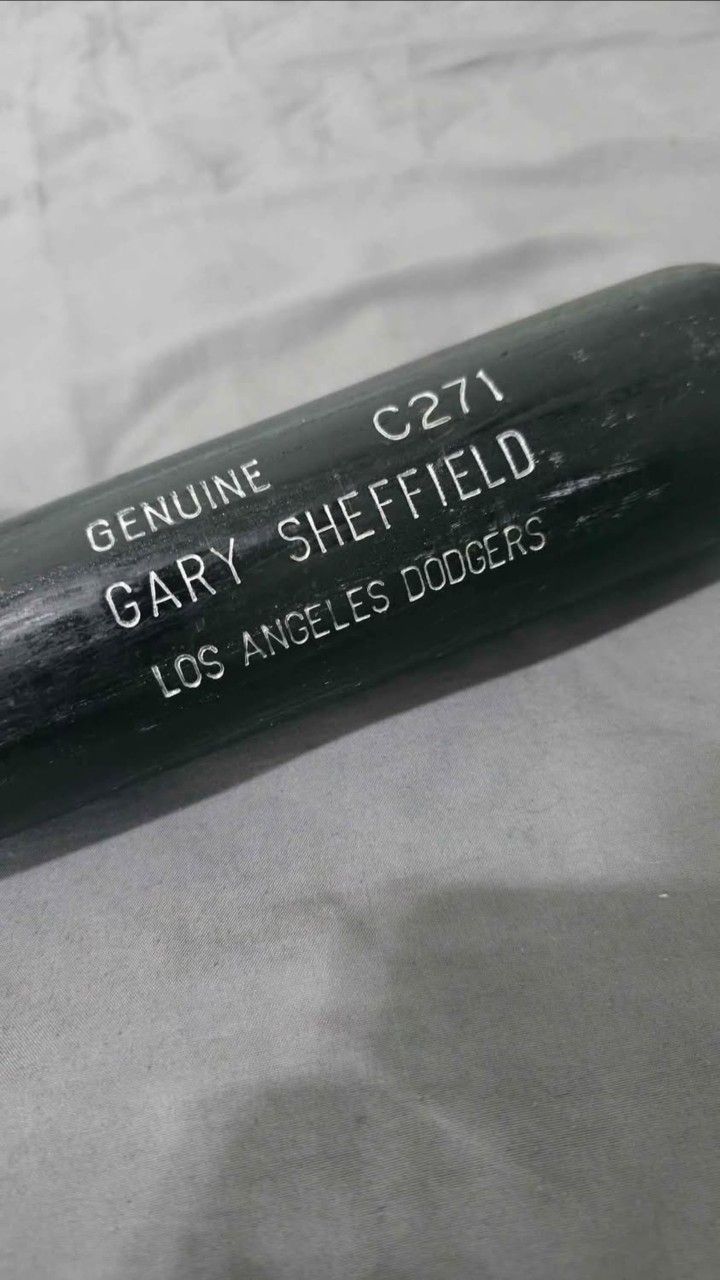 GENUINE C271
GARY SHEFFIELD
LOS ANGELES DODGERS